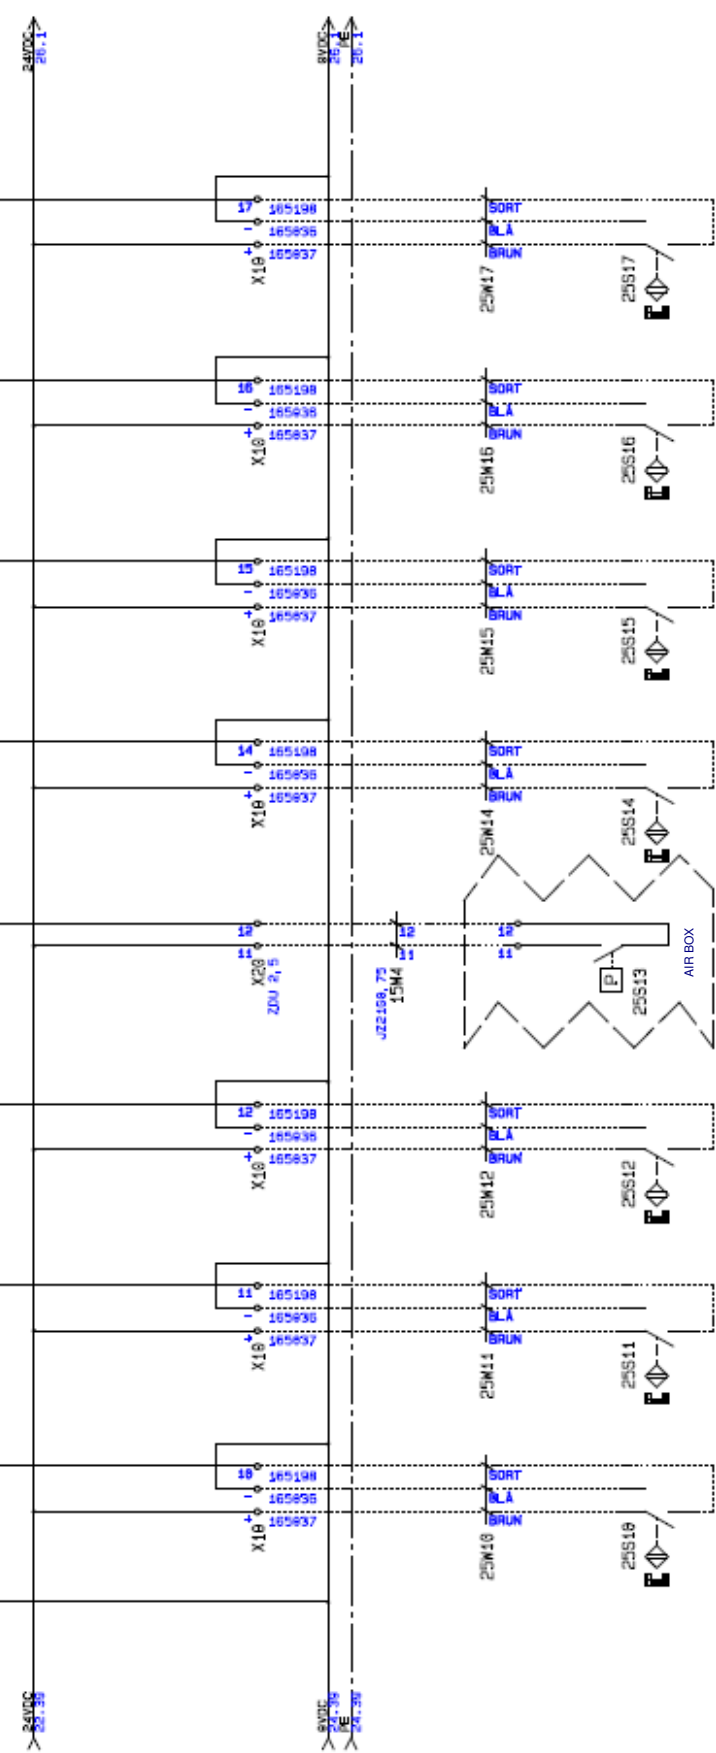 24VDC
26.1
0VDC
26.1
PE
26.1
17
165198
-
165036
+
165037
X10
SORT
BLÅ
BRUN
25W17
25S17
16
165198
-
165036
+
165037
X10
SORT
BLÅ
BRUN
25W16
25S16
15
165198
-
165036
+
165037
X10
SORT
BLÅ
BRUN
25W15
25S15
14
165198
-
165036
+
165037
X10
SORT
BLÅ
BRUN
25W14
25S14
12
11
X20
ZDU 2,5
12
11
JZ2150,75
15W4
12
11
P
25S13
AIR BOX
12
165198
-
165036
+
165037
X10
SORT
BLÅ
BRUN
25W12
25S12
11
165198
-
165036
+
165037
X10
SORT
BLÅ
BRUN
25W11
25S11
10
165198
-
165036
+
165037
X10
SORT
BLÅ
BRUN
25W10
25S10
24VDC
22.39
0VDC
24.39
PE
24.39